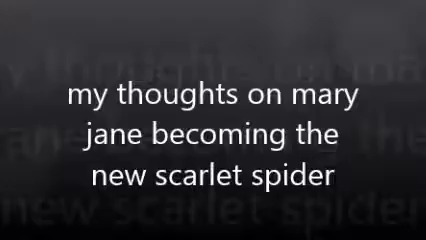 my thoughts on mary
jane becoming the
new scarlet spider